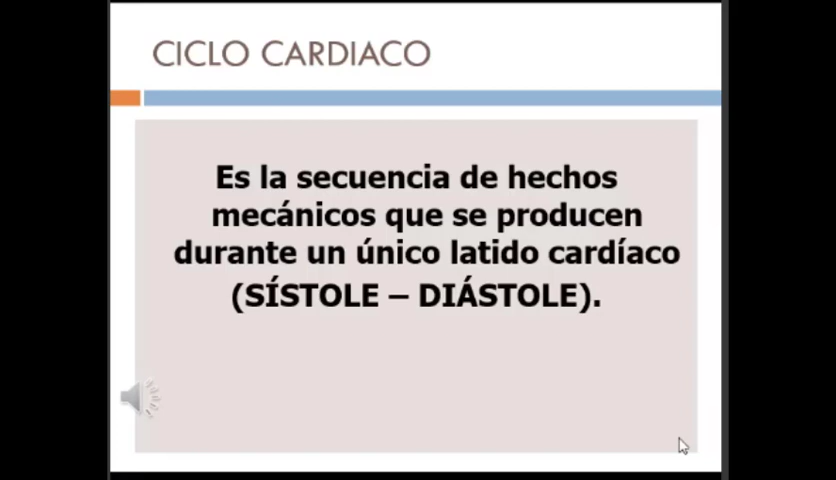 CICLO CARDIACO
Es la secuencia de hechos
mecánicos que se producen
durante un único latido cardíaco
(SÍSTOLE – DIÁSTOLE).